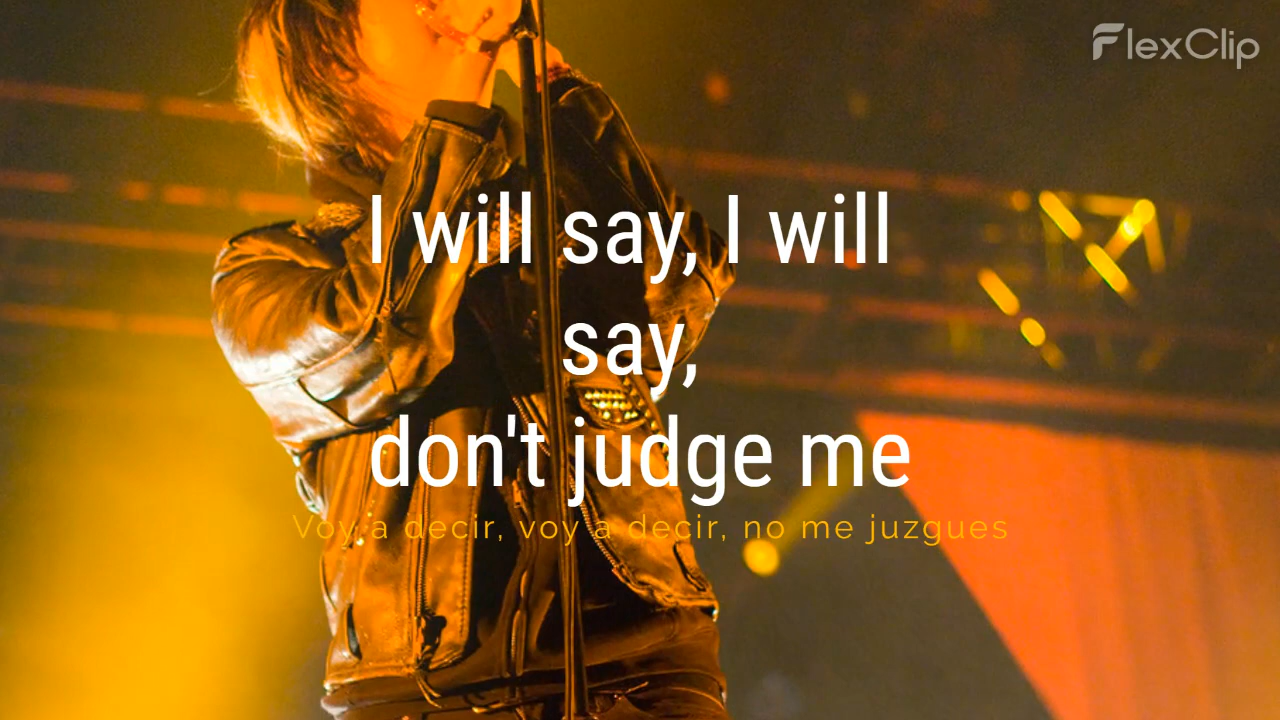 FlexClip
I will say, I will
say,
don't judge me
Voy a decir, voy a decir, no me juzgues